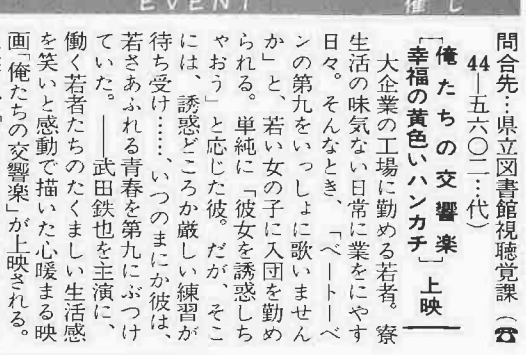 EVENT 催し
問合先…県立図書館視聴覚課（☎
44―五六〇二…代）
俺たちの交響楽
幸福の黄色いハンカチ
上映
大企業の工場に勤める若者。寮
生活の味気ない日常に業をにやす
日々。そんなとき、「ベートーベ
ンの第九をいっしょに歌いません
か」と、若い女の子に入団を勧め
られる。単純に「彼女を誘惑しち
ゃおう」と応じた彼。だが、そこ
には、誘惑どころか厳しい練習が
待ち受け……、いつのまにか彼は、
若さあふれる青春を第九にぶつけ
ていた。――武田鉄也を主演に、
働く若者たちのたくましい生活感
を笑いと感動で描いた心暖まる映
画「俺たちの交響楽」が上映される。